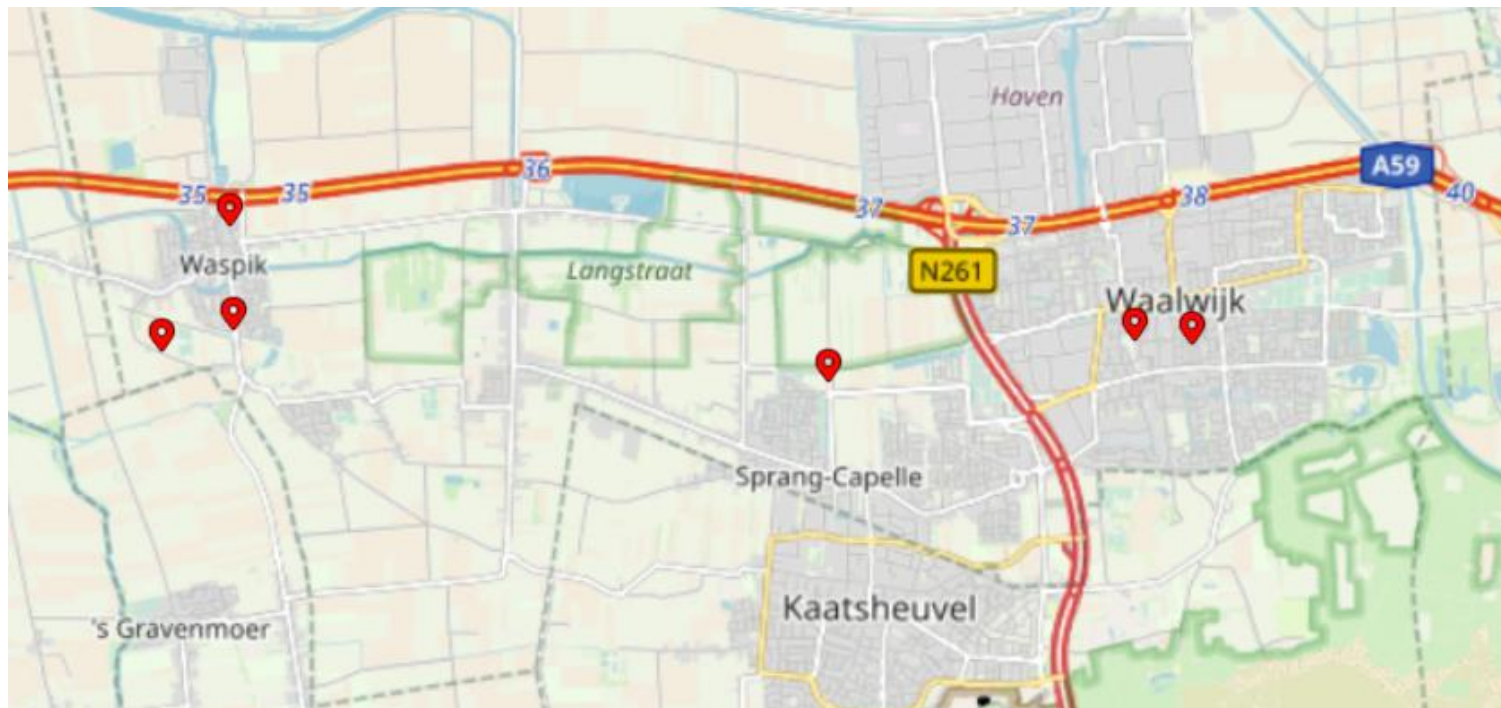 Haven
A59
36
35
35
38
40
37
37
Waspik
Langstraat
N261
Waalwijk
Sprang-Capelle
Kaatsheuvel
's Gravenmoer